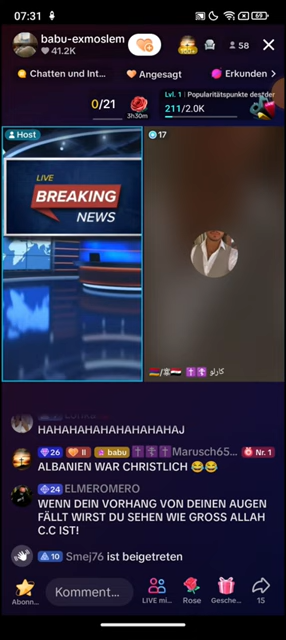 07:31
69
babu-exmoslem
41.2K
58
Chatten und Int...
Angesagt
Erkunden
0/21
3h30m
Lvl. 1
Popularitätspunkte des
211/2.0K
Host
17
LIVE
BREAKING
NEWS
كارلو
HAHAHAHAHAHAHAHAHAJ
26 II babu Marusch65... Nr. 1
ALBANIEN WAR CHRISTLICH
24 ELMEROMERO
WENN DEIN VORHANG VON DEINEN AUGEN
FÄLLT WIRST DU SEHEN WIE GROSS ALLAH
C.C IST!
10 Smej76 ist beigetreten
Komment...
Abonn...
LIVE mi...
Rose
Gesche...
15